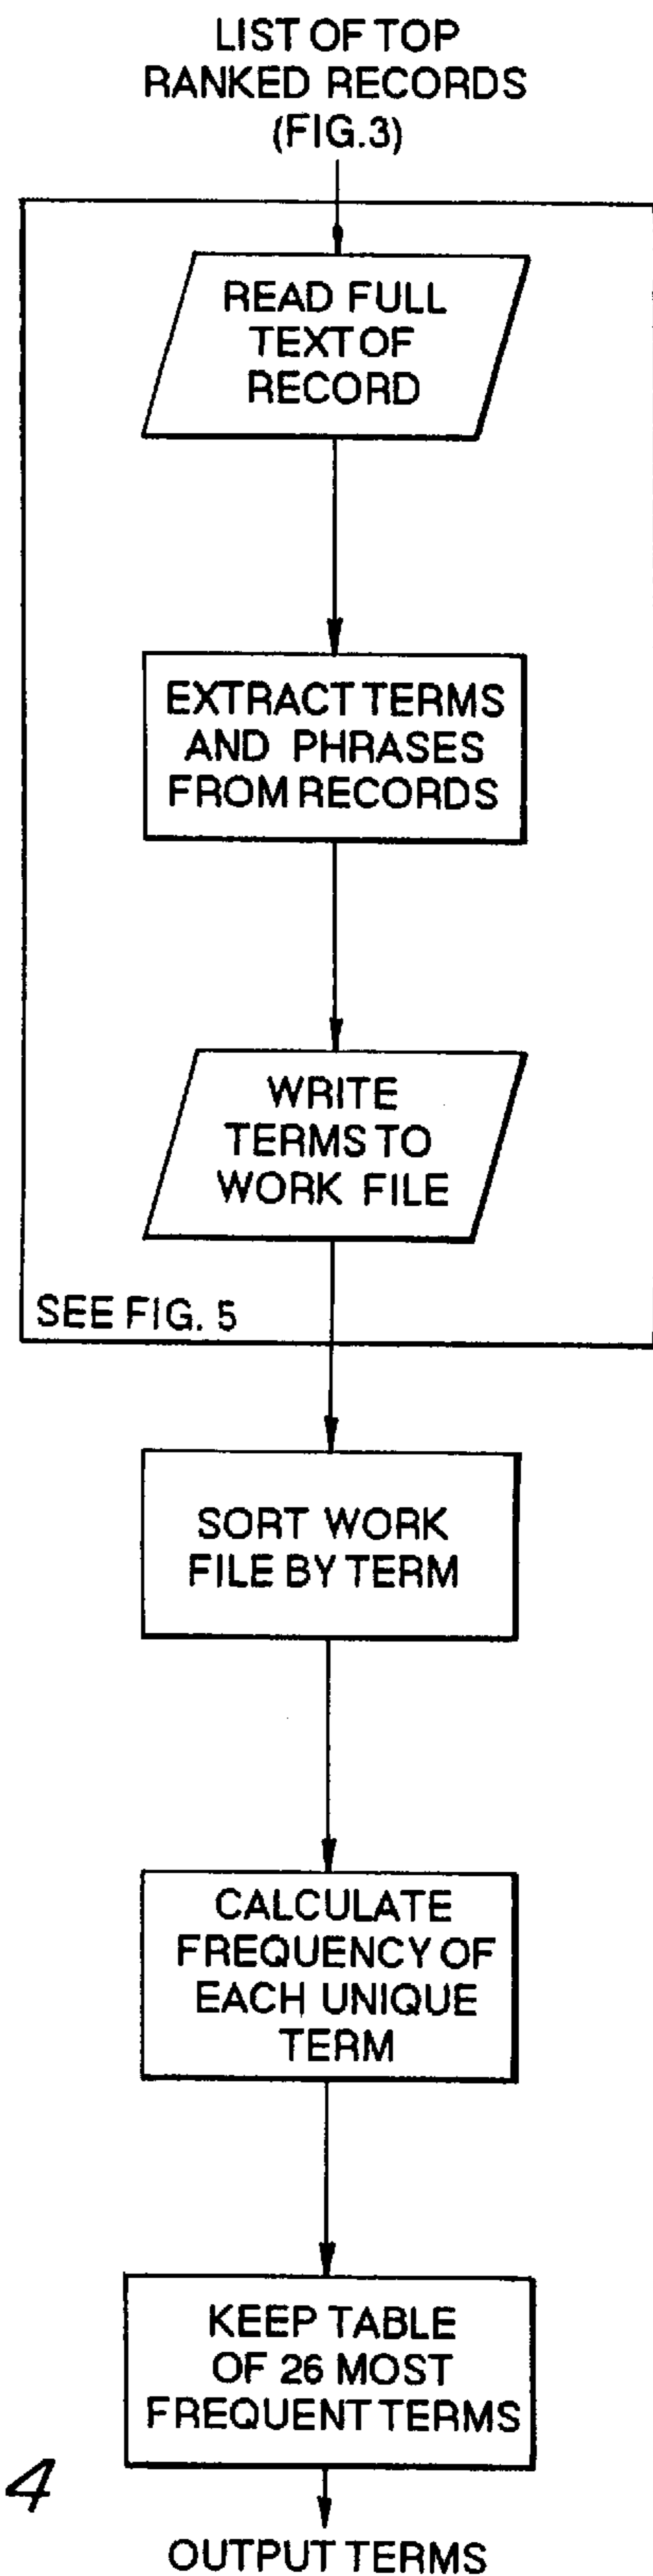 LIST OF TOP
RANKED RECORDS
(FIG.3)
READ FULL
TEXT OF
RECORD
EXTRACT TERMS
AND PHRASES
FROM RECORDS
WRITE
TERMS TO
WORK FILE
SEE FIG. 5
SORT WORK
FILE BY TERM
CALCULATE
FREQUENCY OF
EACH UNIQUE
TERM
KEEP TABLE
OF 26 MOST
FREQUENT TERMS
4
OUTPUT TERMS